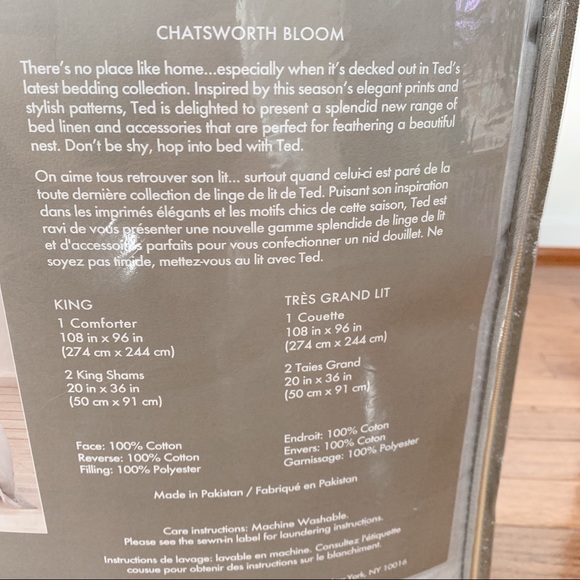 CHATSWORTH BLOOM
There's no place like home...especially when it's decked out in Ted's
latest bedding collection. Inspired by this season's elegant prints and
stylish patterns, Ted is delighted to present a splendid new range of
bed linen and accessories that are perfect for feathering a beautiful
nest. Don't be shy, hop into bed with Ted.
On aime tous retrouver son lit... surtout quand celui-ci est paré de la
toute dernière collection de linge de lit de Ted. Puisant son inspiration
dans les imprimés élégants et les motifs chics de cette saison, Ted est
ravi de vous présenter une nouvelle gamme splendide de linge de lit
et d'accessoires parfaits pour vous confectionner un nid douillet. Ne
soyez pas timide, mettez-vous au lit avec Ted.
KING
1 Comforter
108 in x 96 in
(274 cm x 244 cm)
2 King Shams
20 in x 36 in
(50 cm x 91 cm)
Face: 100% Cotton
Reverse: 100% Cotton
Filling: 100% Polyester
TRÈS GRAND LIT
1 Couette
108 in x 96 in
(274 cm x 244 cm)
2 Taies Grand
20 in x 36 in
(50 cm x 91 cm)
Endroit: 100% Coton
Envers: 100% Coton
Garnissage: 100% Polyester
Made in Pakistan / Fabriqué en Pakistan
Care instructions: Machine Washable.
Please see the sewn-in label for laundering instructions.
Instructions de lavage: lavable en machine. Consultez l'étiquette
cousue pour obtenir des instructions sur le blanchiment.
York, NY 10016